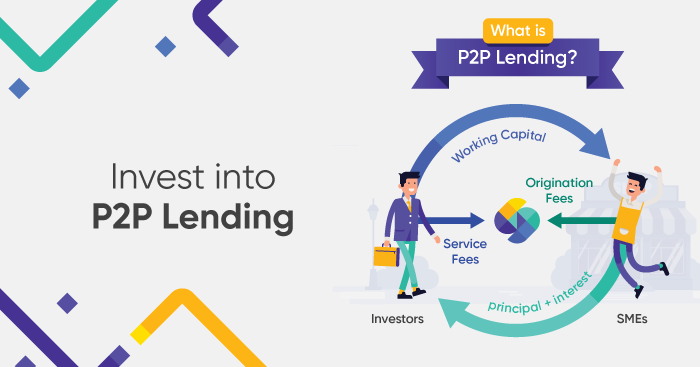 Invest into
P2P Lending
What is
P2P Lending?
Working Capital
Origination
Fees
Service
Fees
principal + interest
Investors
SMEs